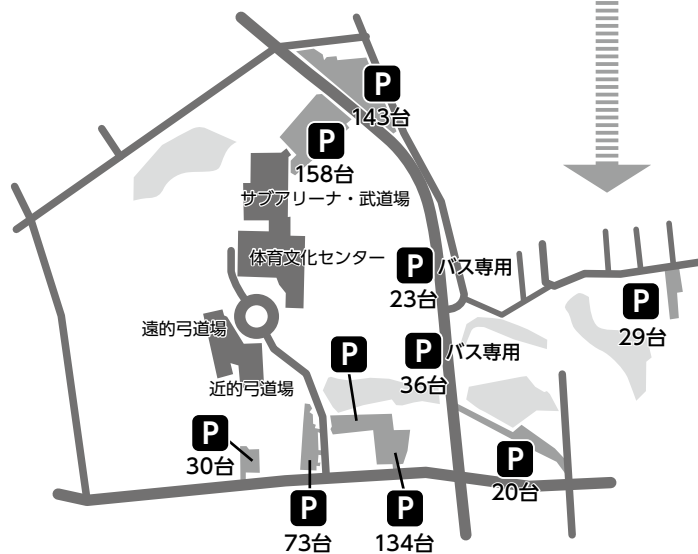 P
143台
P
158台
サブアリーナ・武道場
体育文化センター
P バス専用
23台
P
29台
遠的弓道場
P
P バス専用
36台
近的弓道場
P
30台
P
20台
P
73台
P
134台